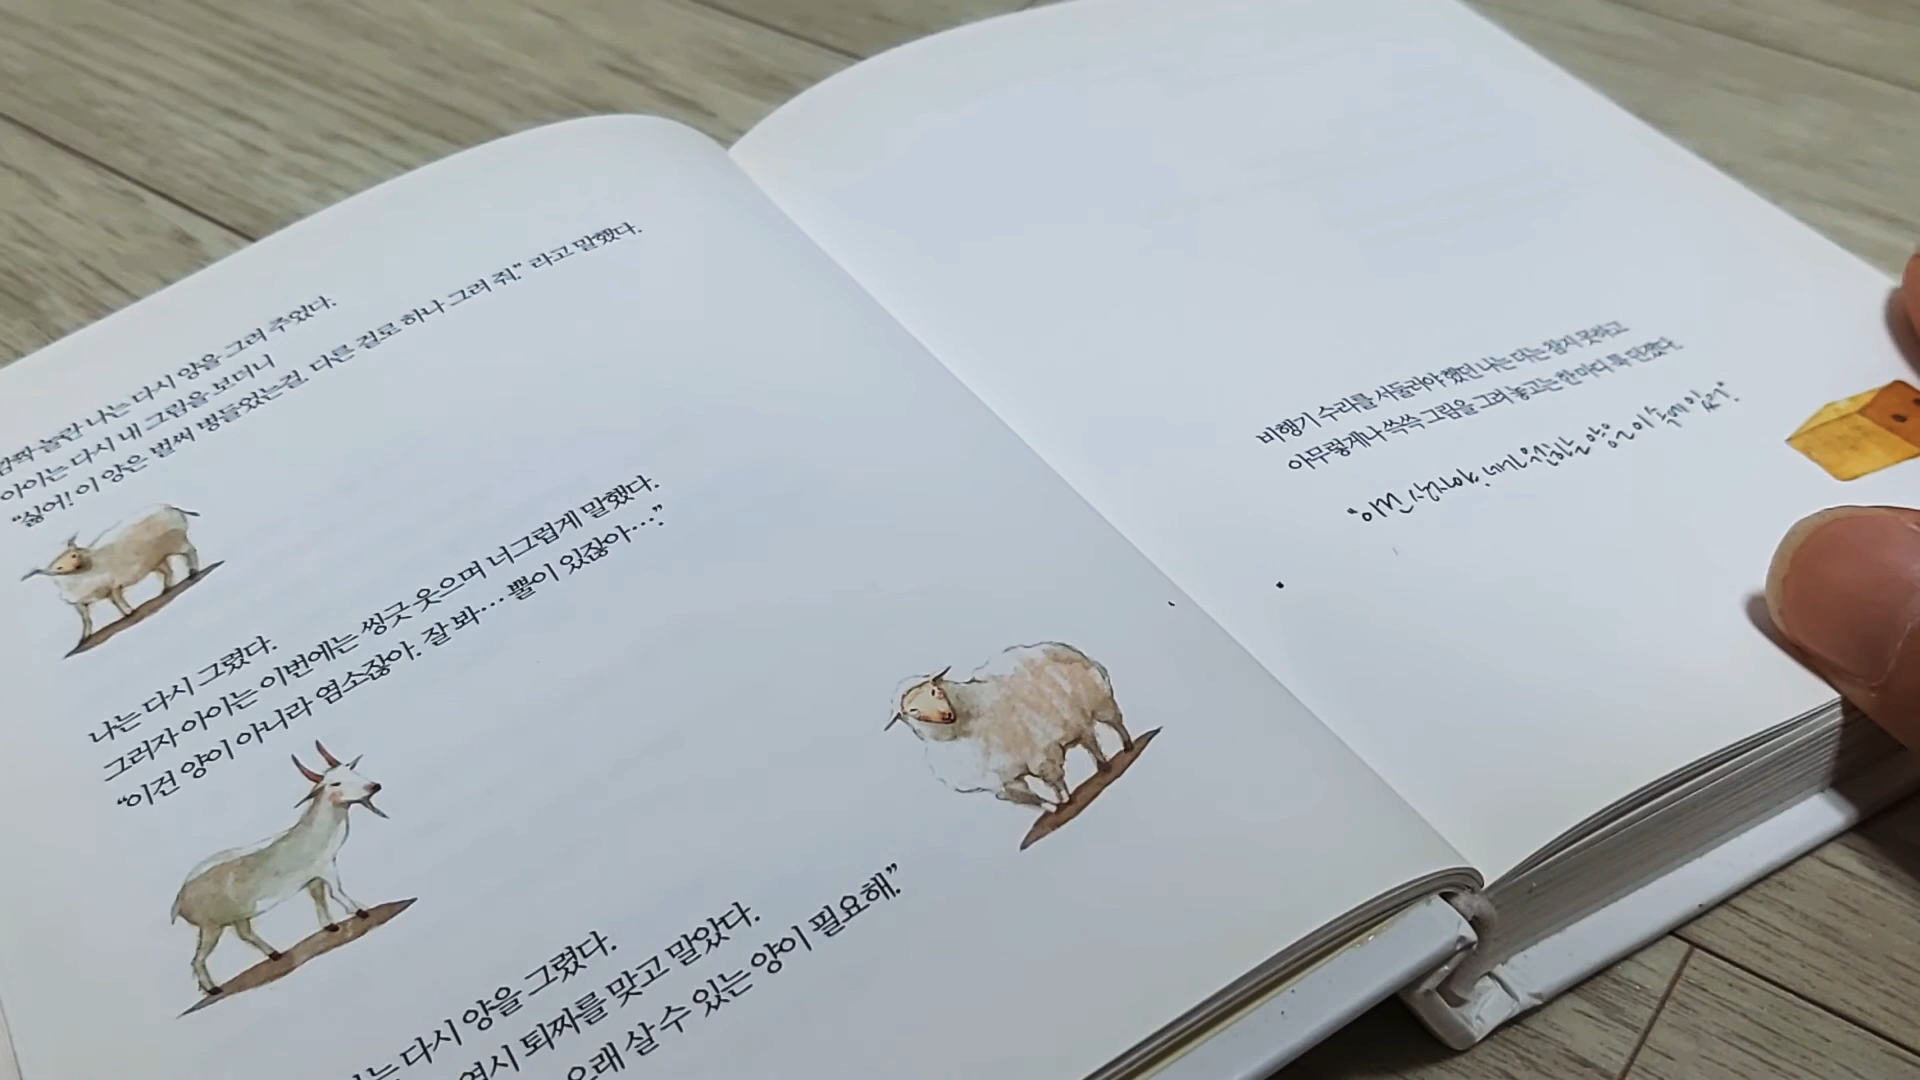 깜짝 놀란 나는 다시 양을 그려 주었다.
아이는 다시 내 그림을 보더니
“싫어! 이 양은 벌써 병들었는걸. 다른 걸로 하나 그려 줘.” 라고 말했다.
나는 다시 그렸다.
그러자 아이는 이번에는 씽긋 웃으며 너그럽게 말했다.
“이건 양이 아니라 염소잖아. 잘 봐… 뿔이 있잖아….”
다시 양을 그렸다.
역시 퇴짜를 맞고 말았다.
오래 살 수 있는 양이 필요해.”
비행기 수리를 서둘러야 했던 나는 더는 참지 못하고
아무렇게나 쓱쓱 그림을 그려 놓고는 한 마디 툭 던졌다.
“이건 상자야. 네가 원하는 양은 이 속에 있어.”